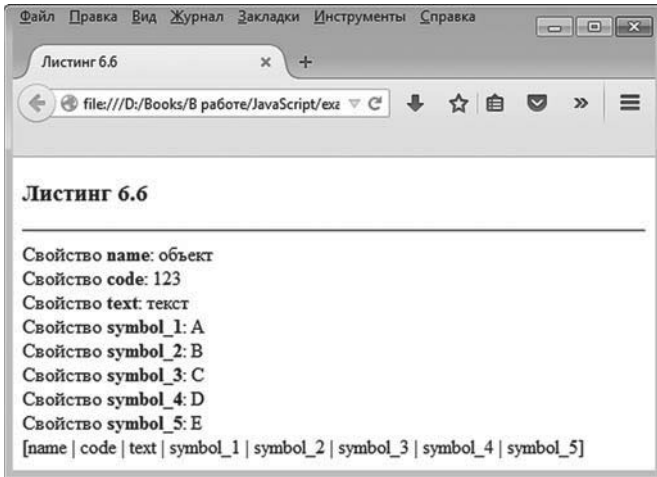 Файл Правка Вид Журнал Закладки Инструменты Справка
Листинг 6.6
file:///D:/Books/В работе/JavaScript/exa
Листинг 6.6
Свойство name: объект
Свойство code: 123
Свойство text: текст
Свойство symbol_1: A
Свойство symbol_2: B
Свойство symbol_3: C
Свойство symbol_4: D
Свойство symbol_5: E
[name | code | text | symbol_1 | symbol_2 | symbol_3 | symbol_4 | symbol_5]